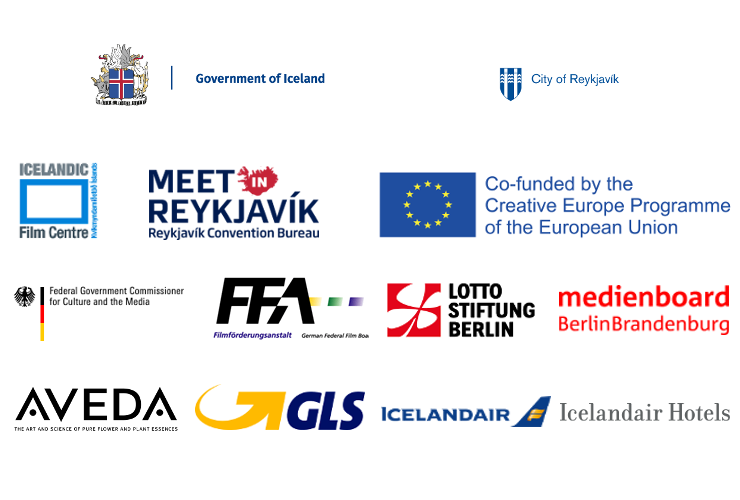 Government of Iceland
City of Reykjavík
ICELANDIC
Film Centre
Kvikmyndamiðstöð Íslands
MEET IN
REYKJAVÍK
Reykjavík Convention Bureau
Co-funded by the
Creative Europe Programme
of the European Union
Federal Government Commissioner
for Culture and the Media
FFA
Filmförderungsanstalt
German Federal Film Boa
LOTTO
STIFTUNG
BERLIN
medienboard
BerlinBrandenburg
AVEDA
THE ART AND SCIENCE OF PURE FLOWER AND PLANT ESSENCES
GLS
ICELANDAIR
Icelandair Hotels